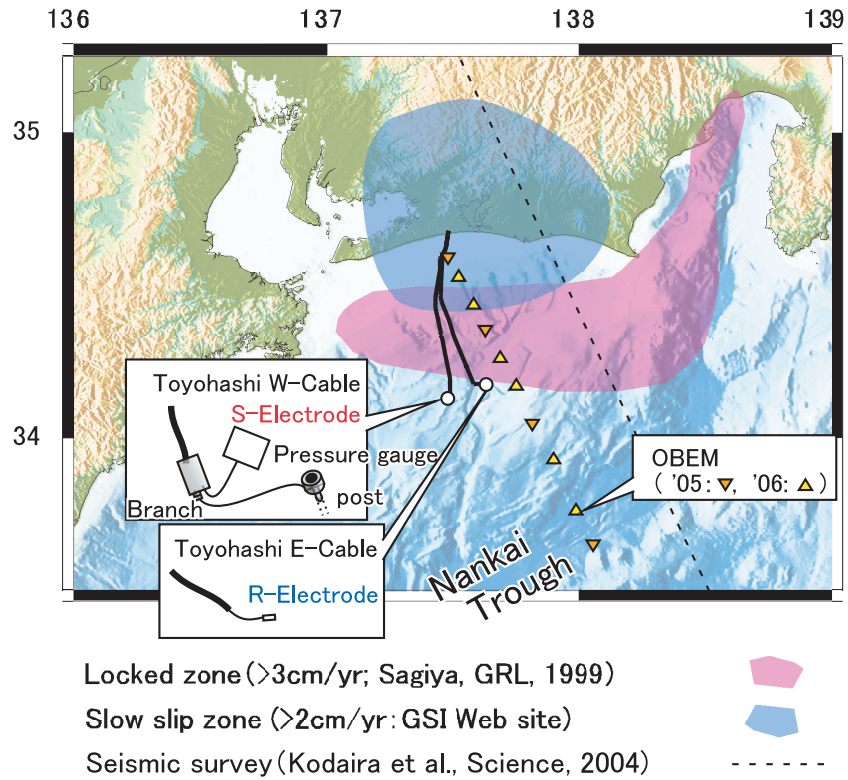 136 137 138 139
35
34
Toyohashi W-Cable
S-Electrode
Pressure gauge
Branch
post
Toyohashi E-Cable
R-Electrode
OBEM
( '05: ▼, '06: ▲ )
Nankai
Trough
Locked zone (>3cm/yr; Sagiya, GRL, 1999)
Slow slip zone (>2cm/yr: GSI Web site)
Seismic survey (Kodaira et al., Science, 2004)